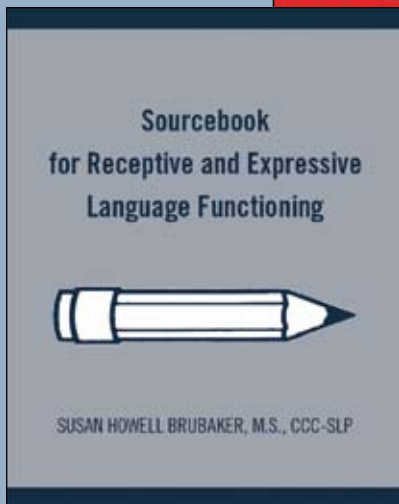 Sourcebook
for Receptive and Expressive
Language Functioning
SUSAN HOWELL BRUBAKER, M.S., CCC-SLP